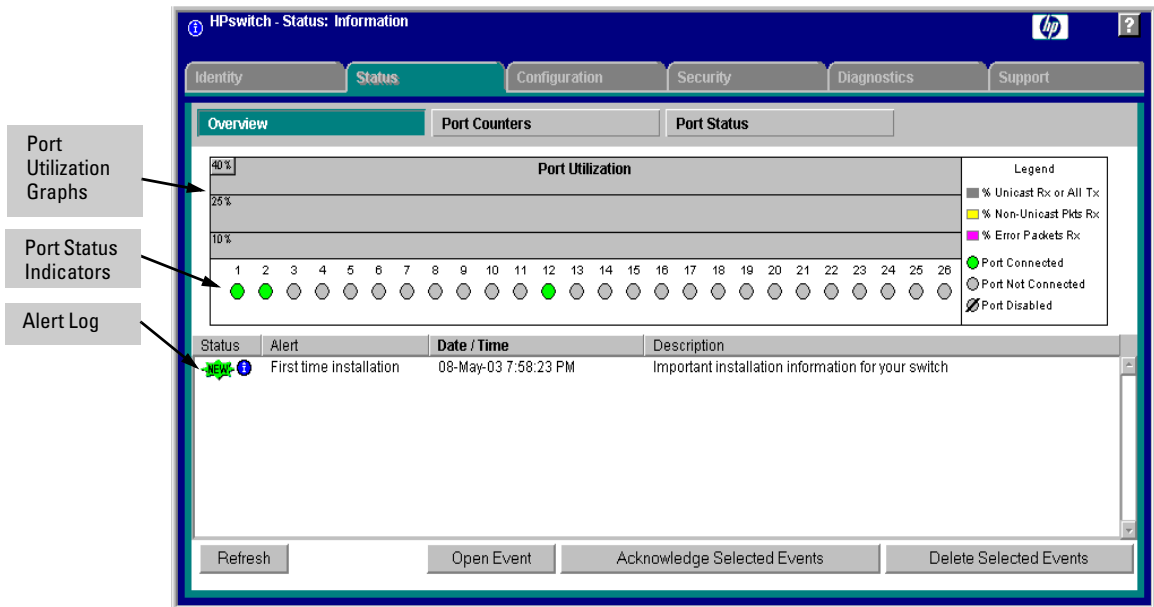 HPswitch - Status: Information
hp
?
Identity Status Configuration Security Diagnostics Support
Overview Port Counters Port Status
Port
Utilization
Graphs
40 %
Port Utilization
25 %
10 %
Legend
% Unicast Rx or All Tx
% Non-Unicast Pkts Rx
% Error Packets Rx
Port Connected
Port Not Connected
Port Disabled
Port Status
Indicators
1 2 3 4 5 6 7 8 9 10 11 12 13 14 15 16 17 18 19 20 21 22 23 24 25 26
Alert Log
Status Alert Date / Time Description
NEW i First time installation 08-May-03 7:58:23 PM Important installation information for your switch
Refresh Open Event Acknowledge Selected Events Delete Selected Events